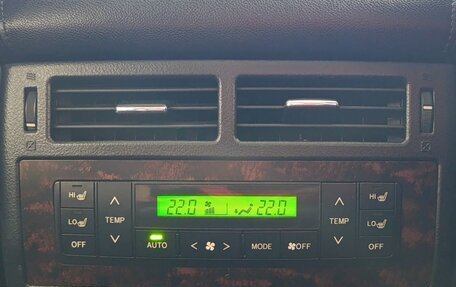 22.0 22.0
HI TEMP HI
LO LO
OFF AUTO < > MODE OFF TEMP OFF